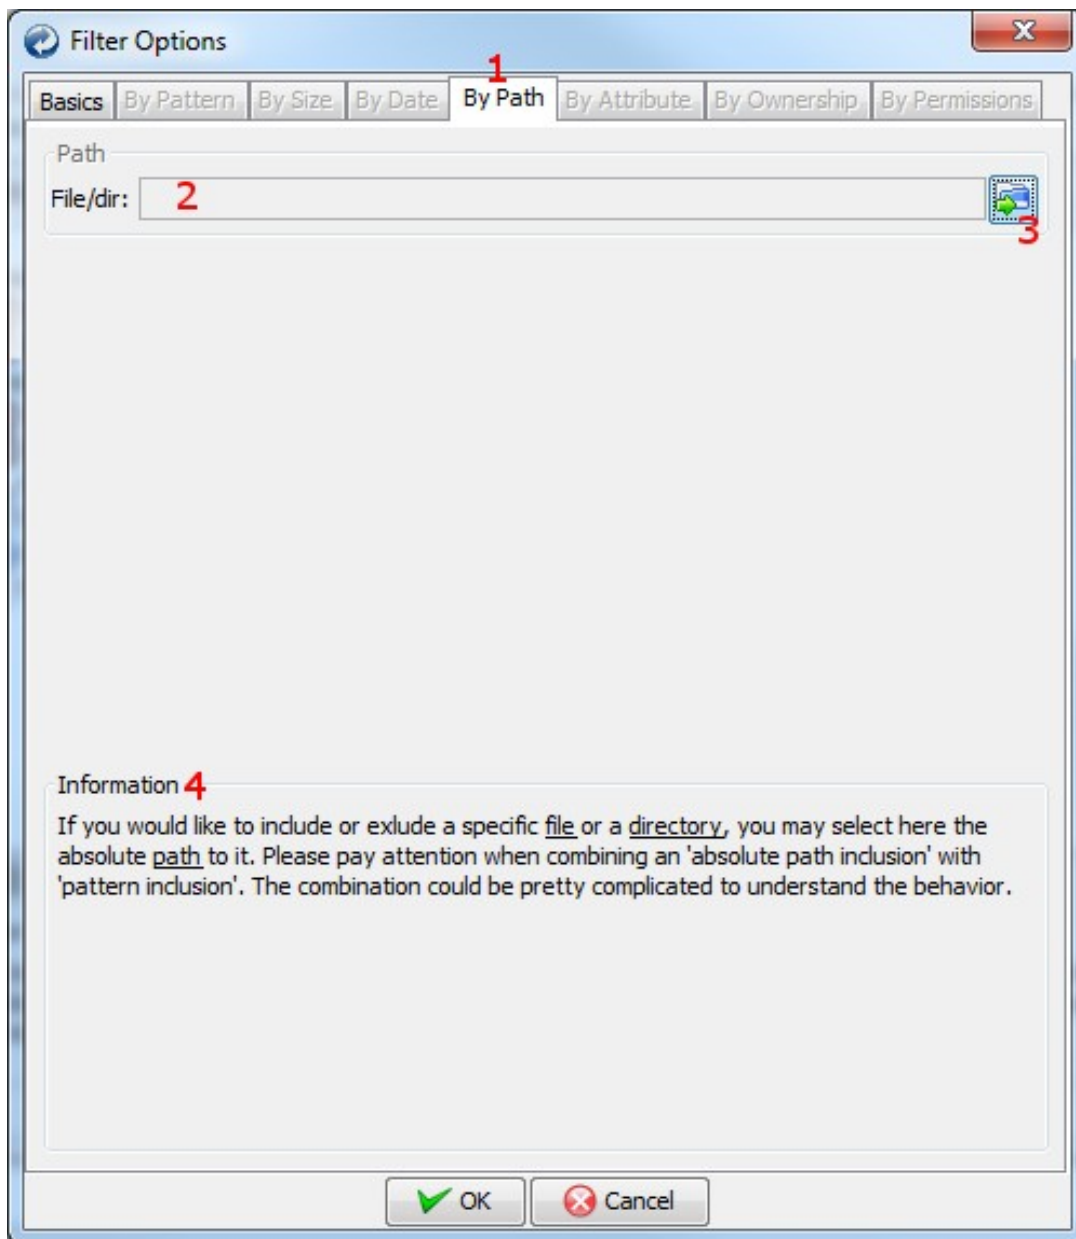 Filter Options
1
Basics By Pattern By Size By Date By Path By Attribute By Ownership By Permissions
Path
File/dir: 2
3
Information 4
If you would like to include or exlude a specific file or a directory, you may select here the
absolute path to it. Please pay attention when combining an 'absolute path inclusion' with
'pattern inclusion'. The combination could be pretty complicated to understand the behavior.
OK Cancel